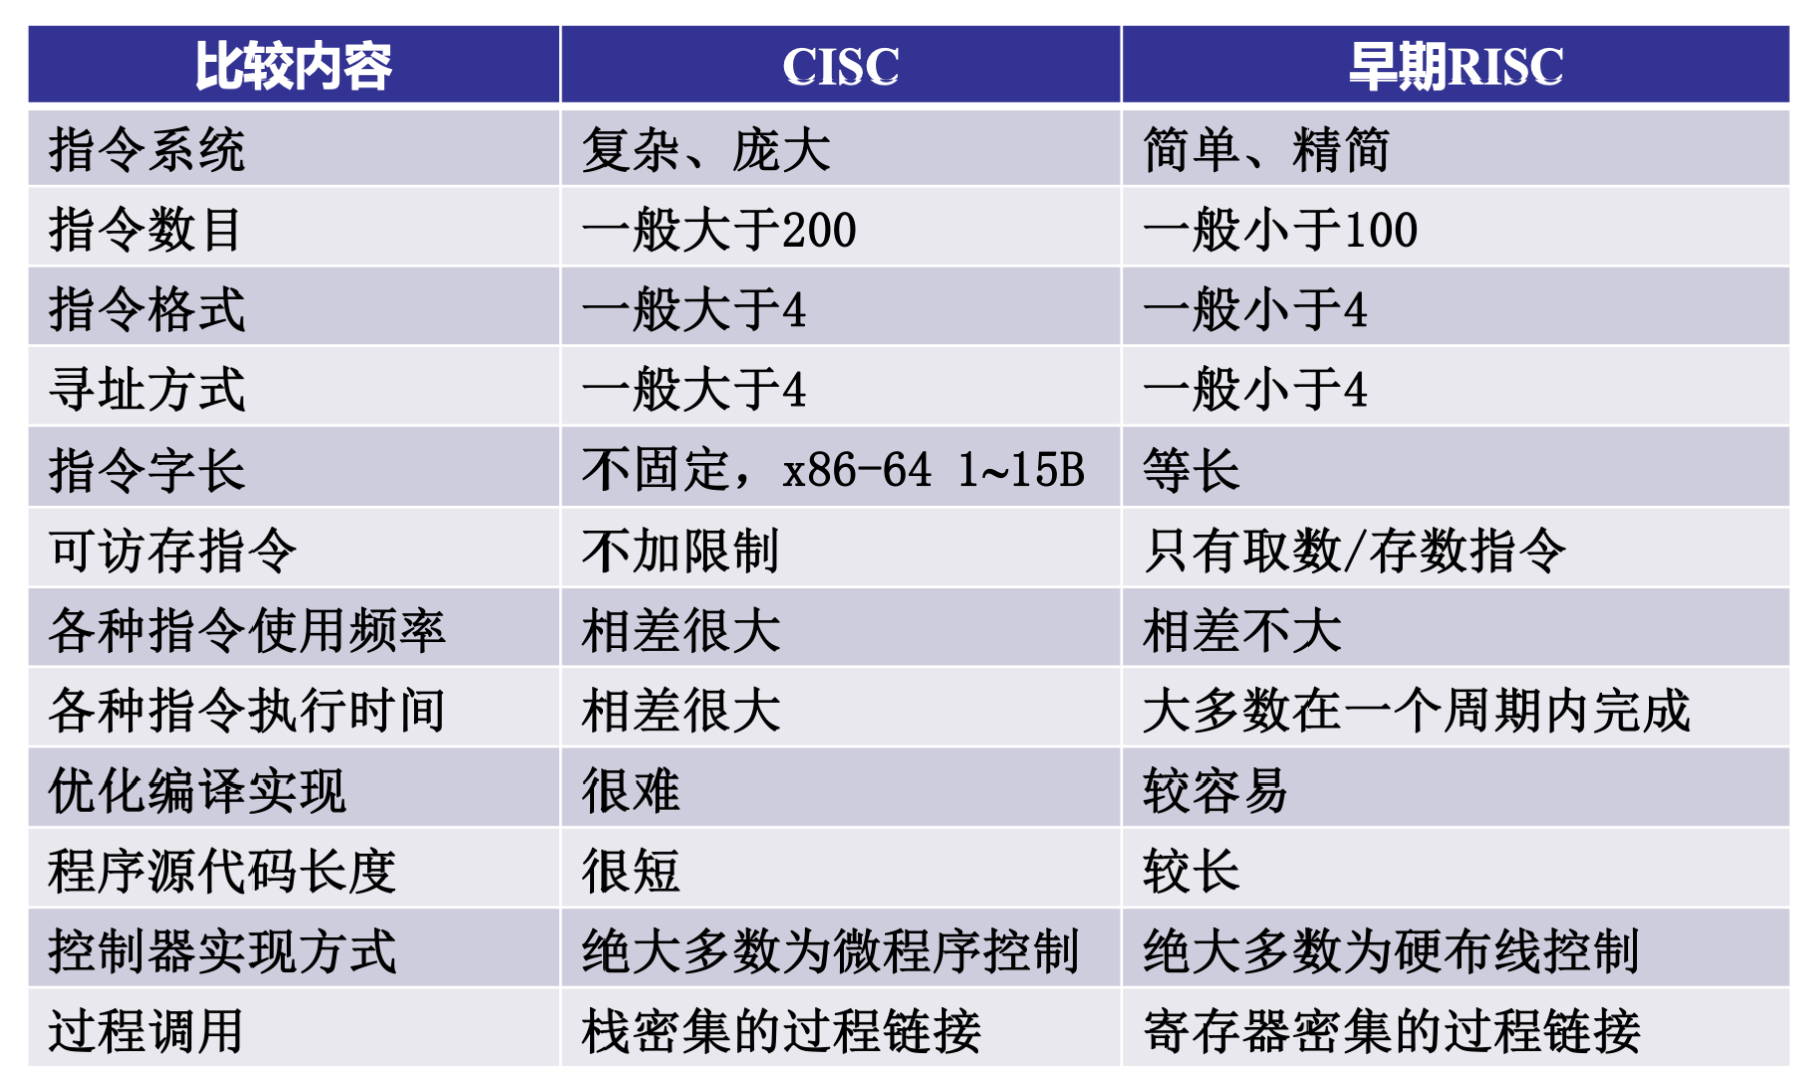 比较内容 CISC 早期RISC
指令系统 复杂、庞大 简单、精简
指令数目 一般大于200 一般小于100
指令格式 一般大于4 一般小于4
寻址方式 一般大于4 一般小于4
指令字长 不固定，x86-64 1~15B 等长
可访存指令 不加限制 只有取数/存数指令
各种指令使用频率 相差很大 相差不大
各种指令执行时间 相差很大 大多数在一个周期内完成
优化编译实现 很难 较容易
程序源代码长度 很短 较长
控制器实现方式 绝大多数为微程序控制 绝大多数为硬布线控制
过程调用 栈密集的过程链接 寄存器密集的过程链接